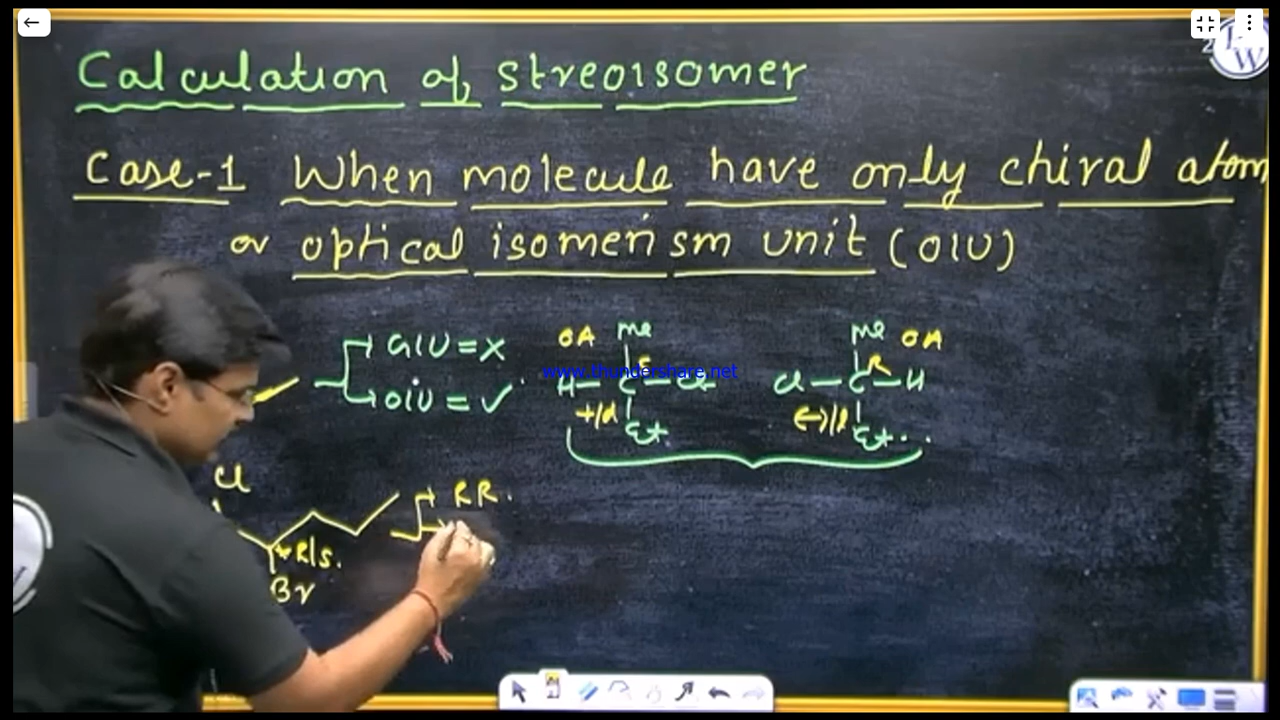 Calculation of streoisomer
Case-1 When molecule have only chiral atom
or optical isomerism unit (OIU)
GIU = X
OIU = ✓
OA Me
H—C—Cl
+/d
Et
Me OA
Cl—C—H
R
(-)/l
Et
www.thundershare.net
Cl
* R/S.
Br
RR.
W